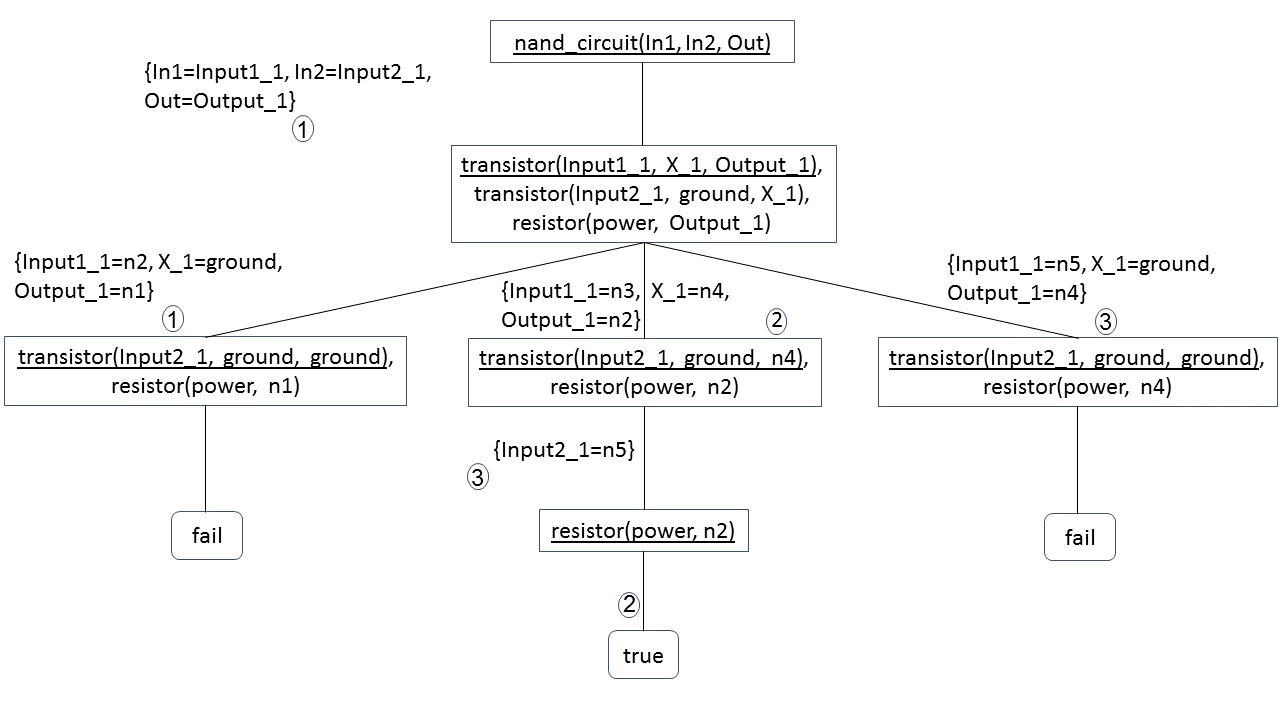 nand_circuit(In1, In2, Out)
{In1=Input1_1, In2=Input2_1,
Out=Output_1}
1
transistor(Input1_1, X_1, Output_1),
transistor(Input2_1, ground, X_1),
resistor(power, Output_1)
{Input1_1=n2, X_1=ground,
Output_1=n1}
1
{Input1_1=n3, X_1=n4,
Output_1=n2}
2
{Input1_1=n5, X_1=ground,
Output_1=n4}
3
transistor(Input2_1, ground, ground),
resistor(power, n1)
transistor(Input2_1, ground, n4),
resistor(power, n2)
transistor(Input2_1, ground, ground),
resistor(power, n4)
{Input2_1=n5}
3
fail
resistor(power, n2)
fail
2
true